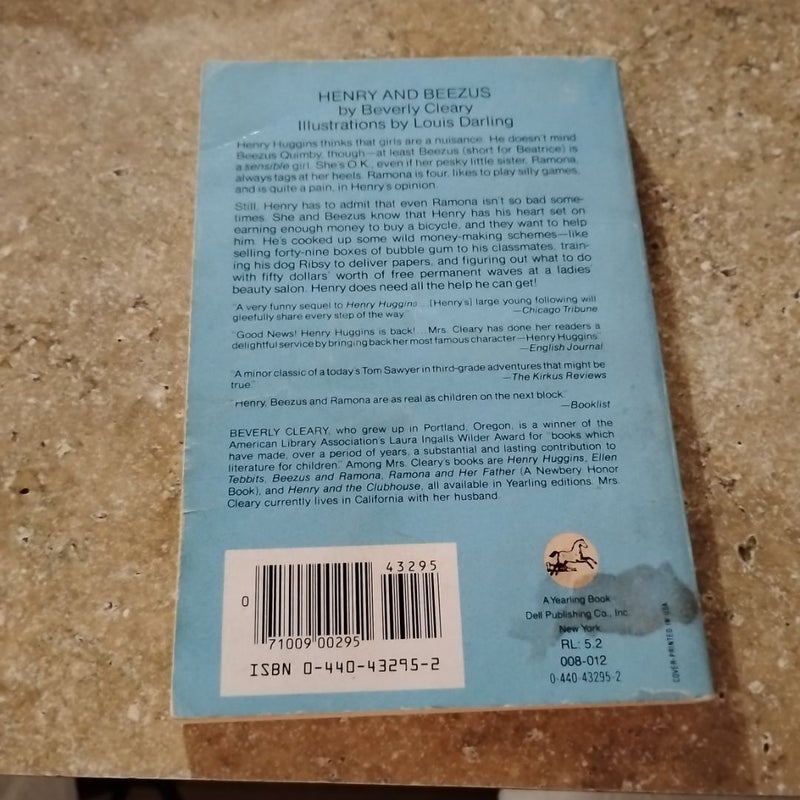 HENRY AND BEEZUS
by Beverly Cleary
Illustrations by Louis Darling
Henry Huggins thinks that girls are a nuisance. He doesn't mind
Beezus Quimby, though—at least Beezus (short for Beatrice) is
a sensible girl. She's O.K., even if her pesky little sister, Ramona,
always tags at her heels. Ramona is four, likes to play silly games,
and is quite a pain, in Henry's opinion.
Still, Henry has to admit that even Ramona isn't so bad some-
times. She and Beezus know that Henry has his heart set on
earning enough money to buy a bicycle, and they want to help
him. He's cooked up some wild money-making schemes—like
selling forty-nine boxes of bubble gum to his classmates, train-
ing his dog Ribsy to deliver papers, and figuring out what to do
with fifty dollars' worth of free permanent waves at a ladies'
beauty salon. Henry does need all the help he can get!
"A very funny sequel to Henry Huggins ... [Henry's] large young following will
gleefully share every step of the way." —Chicago Tribune
"Good News! Henry Huggins is back!... Mrs. Cleary has done her readers a
delightful service by bringing back her most famous character—Henry Huggins."
—English Journal
"A minor classic of a today's Tom Sawyer in third-grade adventures that might be
true." —The Kirkus Reviews
"Henry, Beezus and Ramona are as real as children on the next block."
—Booklist
BEVERLY CLEARY, who grew up in Portland, Oregon, is a winner of the
American Library Association's Laura Ingalls Wilder Award for "books which
have made, over a period of years, a substantial and lasting contribution to
literature for children." Among Mrs. Cleary's books are Henry Huggins, Ellen
Tebbits, Beezus and Ramona, Ramona and Her Father (A Newbery Honor
Book), and Henry and the Clubhouse, all available in Yearling editions. Mrs.
Cleary currently lives in California with her husband.
43295
0
71009 00295
ISBN 0-440-43295-2
A Yearling Book
Dell Publishing Co., Inc.
New York
RL: 5.2
008-012
0-440-43295-2
COVER PRINTED IN USA